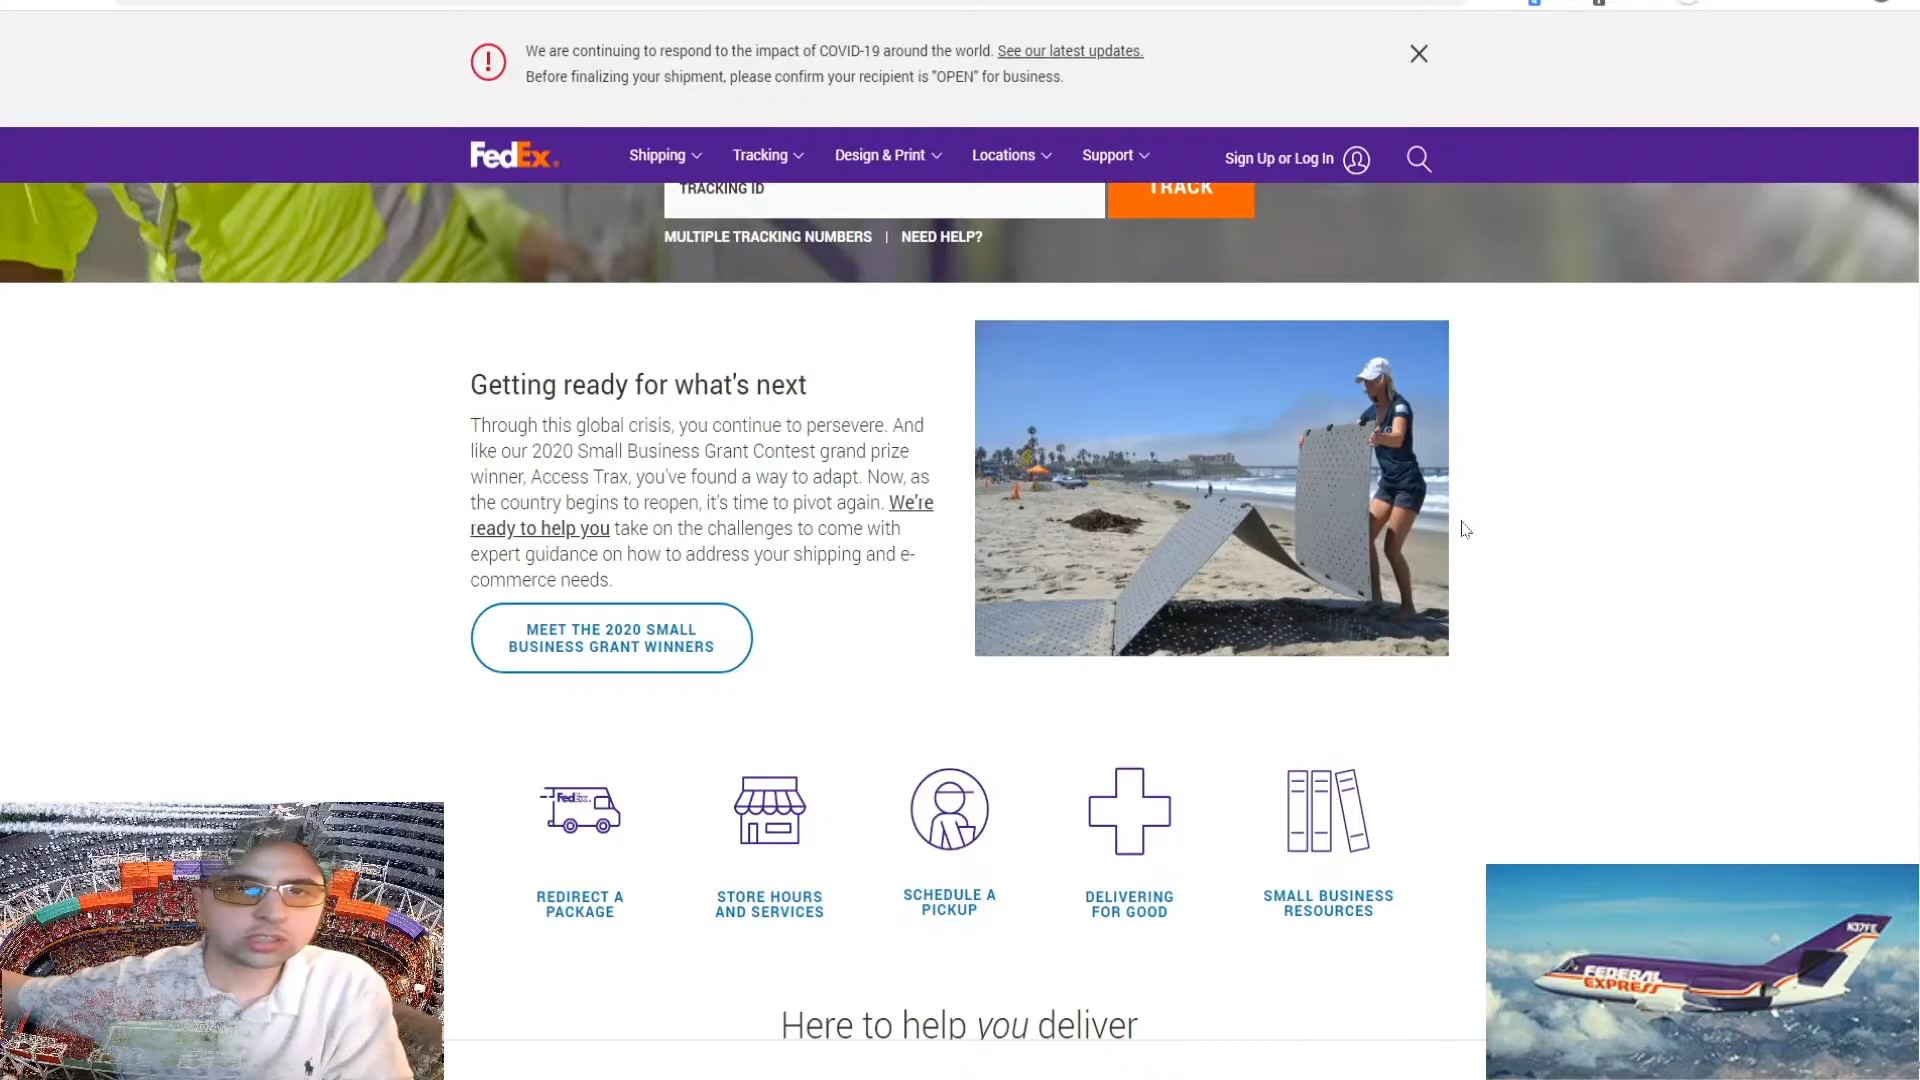 We are continuing to respond to the impact of COVID-19 around the world. See our latest updates.
Before finalizing your shipment, please confirm your recipient is "OPEN" for business.
FedEx.
Shipping
Tracking
Design & Print
Locations
Support
Sign Up or Log In
TRACKING ID
TRACK
MULTIPLE TRACKING NUMBERS | NEED HELP?
Getting ready for what's next
Through this global crisis, you continue to persevere. And
like our 2020 Small Business Grant Contest grand prize
winner, Access Trax, you've found a way to adapt. Now, as
the country begins to reopen, it's time to pivot again. We're
ready to help you take on the challenges to come with
expert guidance on how to address your shipping and e-
commerce needs.
MEET THE 2020 SMALL
BUSINESS GRANT WINNERS
FedEx.
REDIRECT A
PACKAGE
STORE HOURS
AND SERVICES
SCHEDULE A
PICKUP
DELIVERING
FOR GOOD
SMALL BUSINESS
RESOURCES
Here to help you deliver
N37FE
FEDERAL
EXPRESS